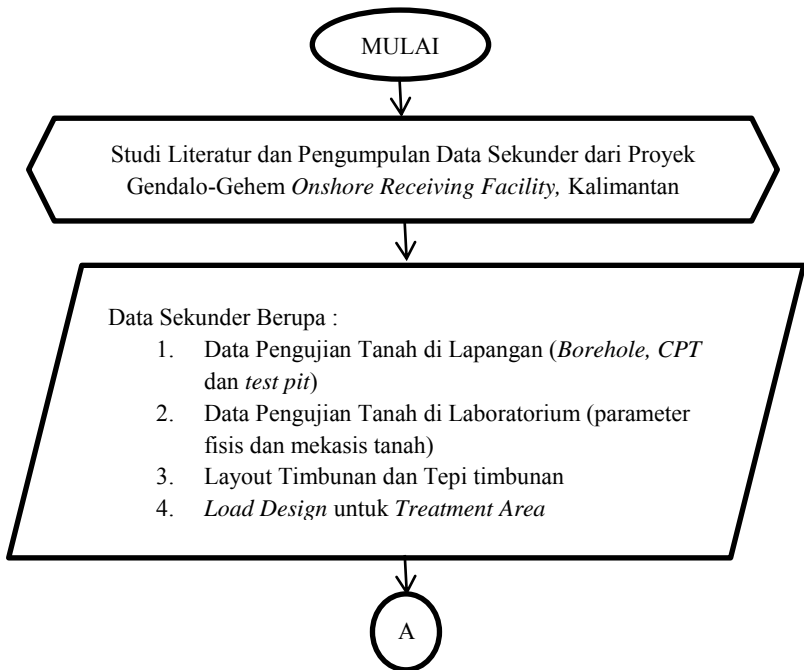 MULAI
Studi Literatur dan Pengumpulan Data Sekunder dari Proyek
Gendalo-Gehem Onshore Receiving Facility, Kalimantan
Data Sekunder Berupa :
1. Data Pengujian Tanah di Lapangan (Borehole, CPT
dan test pit)
2. Data Pengujian Tanah di Laboratorium (parameter
fisis dan mekasis tanah)
3. Layout Timbunan dan Tepi timbunan
4. Load Design untuk Treatment Area
A